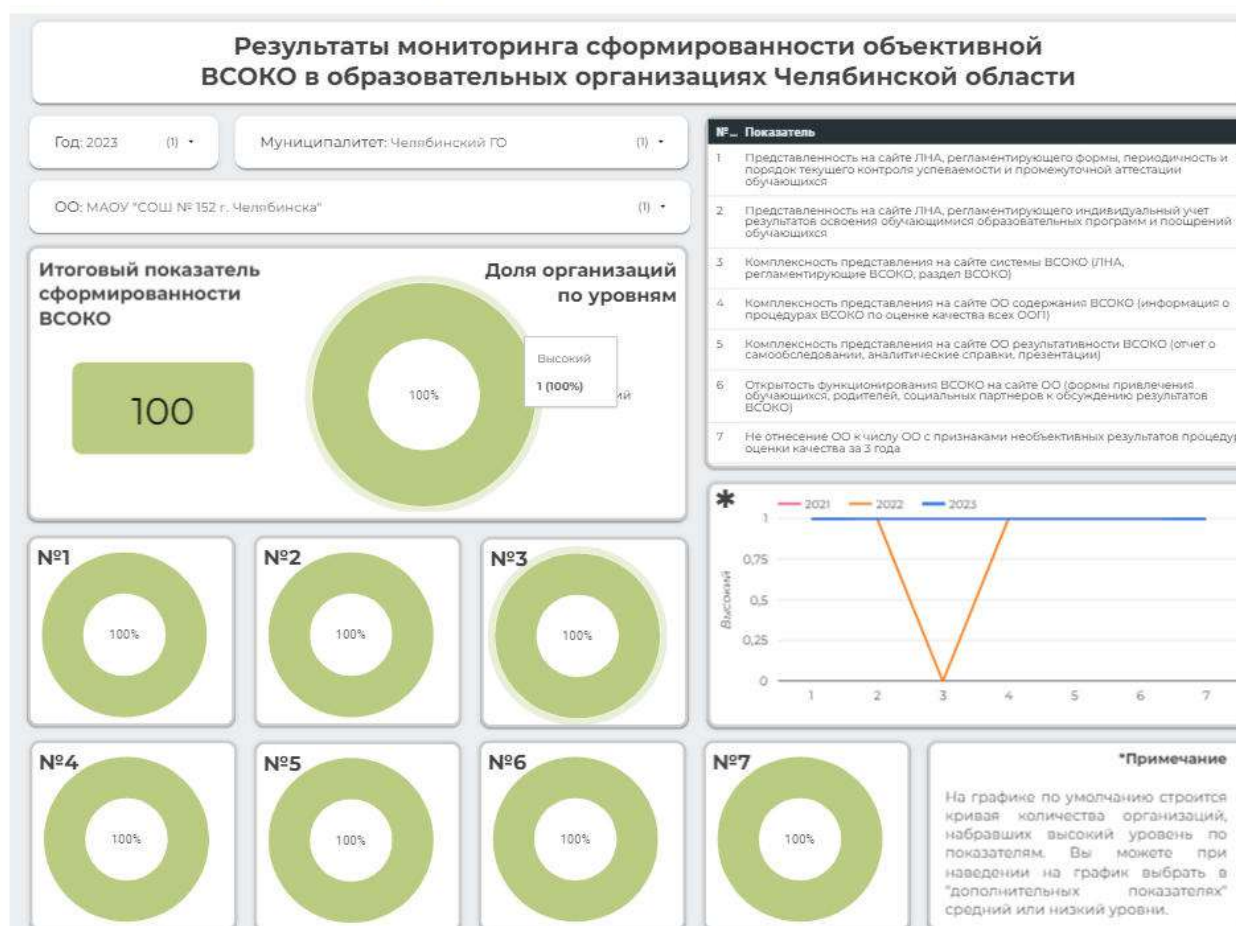 Результаты мониторинга сформированности объективной
ВСОКО в образовательных организациях Челябинской области
Год: 2023 (1)
Муниципалитет: Челябинский ГО (1)
ОО: МАОУ "СОШ № 152 г. Челябинска" (1)
Итоговый показатель
сформированности
ВСОКО
100
Доля организаций
по уровням
100%
Высокий
1 (100%)
ий
№... Показатель
1 Представленность на сайте ЛНА, регламентирующего формы, периодичность и
порядок текущего контроля успеваемости и промежуточной аттестации
обучающихся
2 Представленность на сайте ЛНА, регламентирующего индивидуальный учет
результатов освоения обучающимися образовательных программ и поощрений
обучающихся
3 Комплексность представления на сайте системы ВСОКО (ЛНА,
регламентирующие ВСОКО, раздел ВСОКО)
4 Комплексность представления на сайте ОО содержания ВСОКО (информация о
процедурах ВСОКО по оценке качества всех ООП)
5 Комплексность представления на сайте ОО результативности ВСОКО (отчет о
самообследовании, аналитические справки, презентации)
6 Открытость функционирования ВСОКО на сайте ОО (формы привлечения
обучающихся, родителей, социальных партнеров к обсуждению результатов
ВСОКО)
7 Не отнесение ОО к числу ОО с признаками необъективных результатов процедур
оценки качества за 3 года
*
2021 2022 2023
Высокий
1
0,75
0,5
0,25
0
1 2 3 4 5 6 7
№1
100%
№2
100%
№3
100%
№4
100%
№5
100%
№6
100%
№7
100%
*Примечание
На графике по умолчанию строится
кривая количества организаций,
набравших высокий уровень по
показателям. Вы можете при
наведении на график выбрать в
"дополнительных показателях"
средний или низкий уровни.